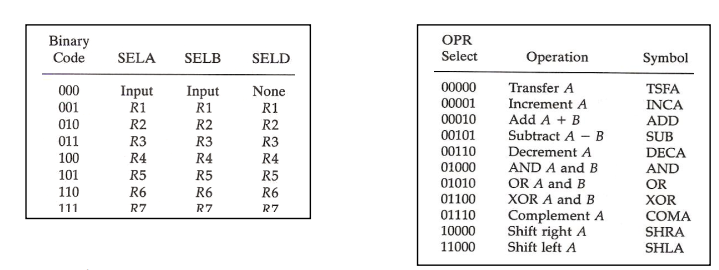 Binary
Code SELA SELB SELD
000 Input Input None
001 R1 R1 R1
010 R2 R2 R2
011 R3 R3 R3
100 R4 R4 R4
101 R5 R5 R5
110 R6 R6 R6
111 R7 R7 R7
OPR
Select Operation Symbol
00000 Transfer A TSFA
00001 Increment A INCA
00010 Add A + B ADD
00101 Subtract A − B SUB
00110 Decrement A DECA
01000 AND A and B AND
01010 OR A and B OR
01100 XOR A and B XOR
01110 Complement A COMA
10000 Shift right A SHRA
11000 Shift left A SHLA